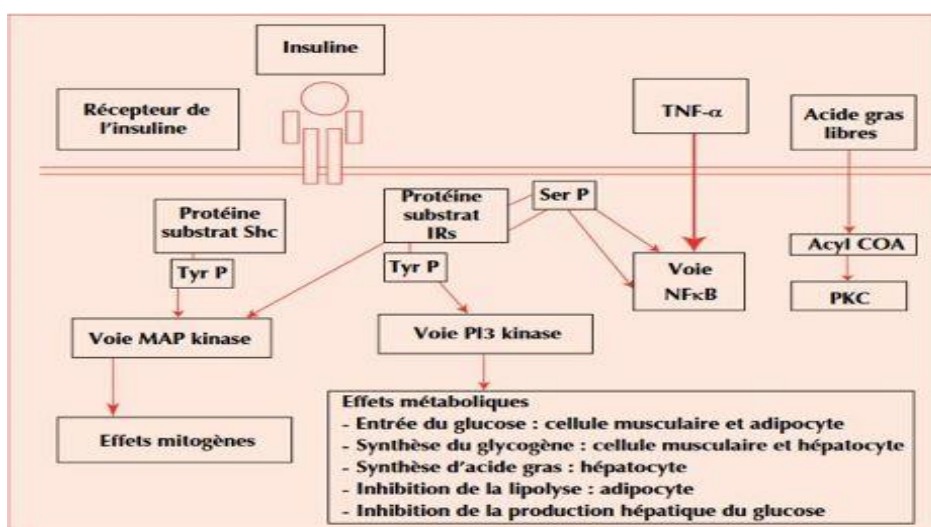 Insuline
Récepteur de
l'insuline
TNF-α
Acide gras
libres
Protéine
substrat Shc
Tyr P
Protéine
substrat
IRs
Tyr P
Ser P
Voie
NFκB
Acyl COA
PKC
Voie MAP kinase
Voie PI3 kinase
Effets mitogènes
Effets métaboliques
- Entrée du glucose : cellule musculaire et adipocyte
- Synthèse du glycogène : cellule musculaire et hépatocyte
- Synthèse d'acide gras : hépatocyte
- Inhibition de la lipolyse : adipocyte
- Inhibition de la production hépatique du glucose